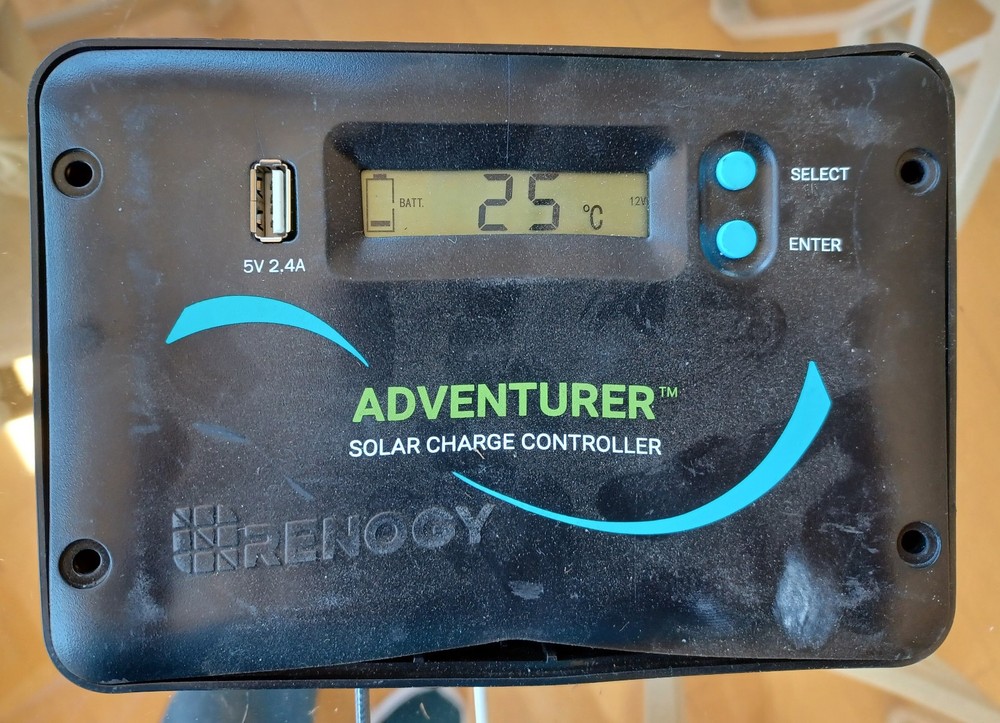 BATT. 25 °C 12V
SELECT
ENTER
5V 2.4A
ADVENTURER™
SOLAR CHARGE CONTROLLER
RENOGY